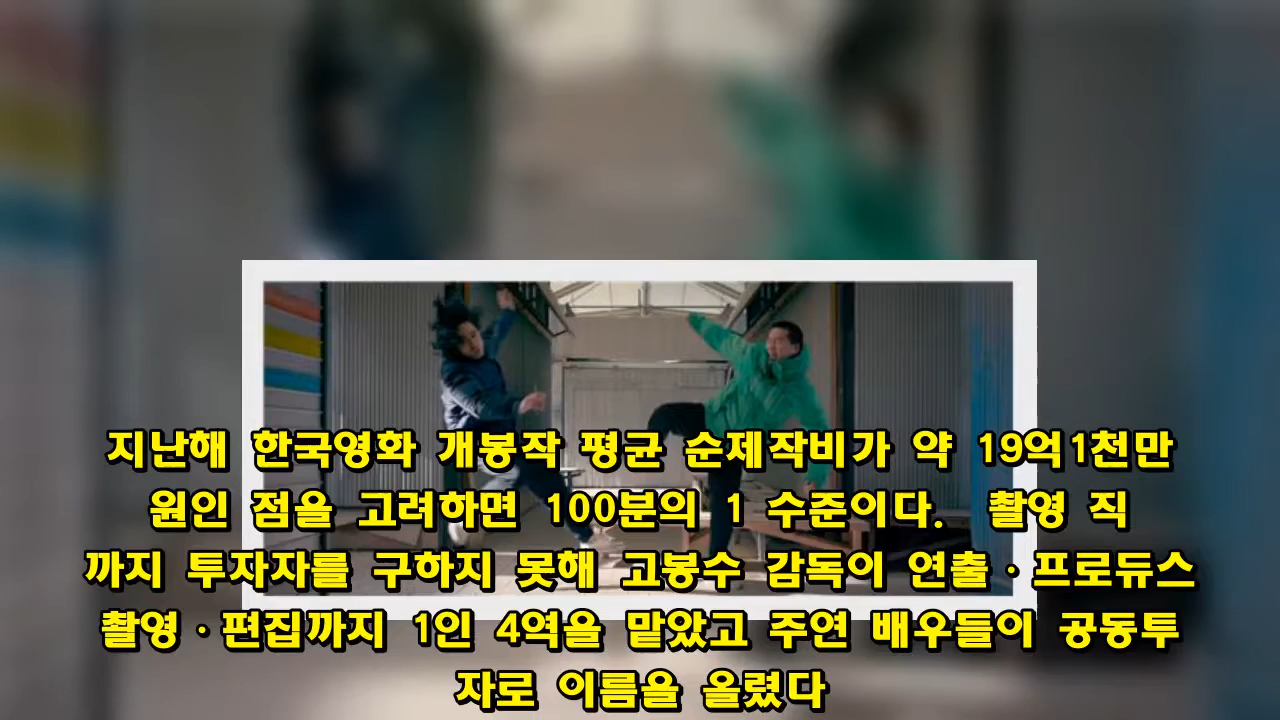 지난해 한국영화 개봉작 평균 순제작비가 약 19억1천만
원인 점을 고려하면 100분의 1 수준이다. 촬영 직
까지 투자자를 구하지 못해 고봉수 감독이 연출·프로듀스
촬영·편집까지 1인 4역을 맡았고 주연 배우들이 공동투
자로 이름을 올렸다